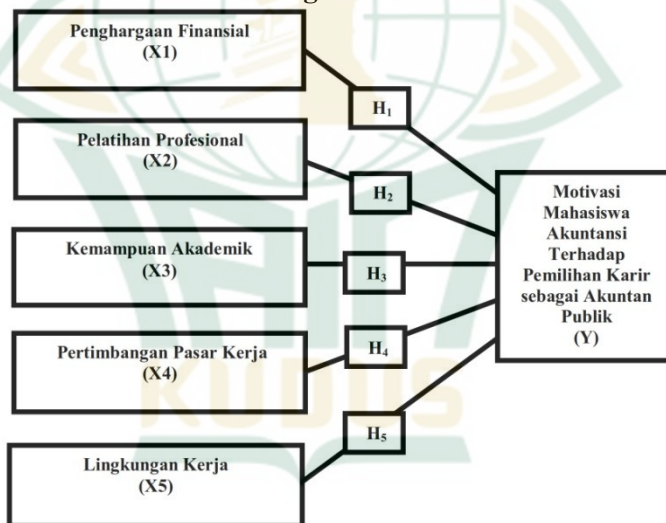 Penghargaan Finansial
(X1)
H₁
Pelatihan Profesional
(X2)
H₂
Kemampuan Akademik
(X3)
H₃
Pertimbangan Pasar Kerja
(X4)
H₄
Lingkungan Kerja
(X5)
H₅
Motivasi
Mahasiswa
Akuntansi
Terhadap
Pemilihan Karir
sebagai Akuntan
Publik
(Y)
KUDUS